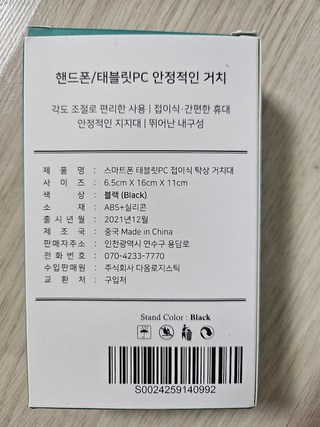 핸드폰/태블릿PC 안정적인 거치
각도 조절로 편리한 사용 | 접이식·간편한 휴대
안정적인 지지대 | 뛰어난 내구성
제 품 명 : 스마트폰 태블릿PC 접이식 탁상 거치대
사 이 즈 : 6.5cm X 16cm X 11cm
색 상 : 블랙 (Black)
소 재 : ABS+실리콘
출 시 년 월 : 2021년12월
제 조 국 : 중국 Made in China
판매자주소 : 인천광역시 연수구 용담로
전 화 번 호 : 070-4233-7770
수입판매원 : 주식회사 다음로지스틱
교 환 처 : 구입처
Stand Color : Black
S0024259140992